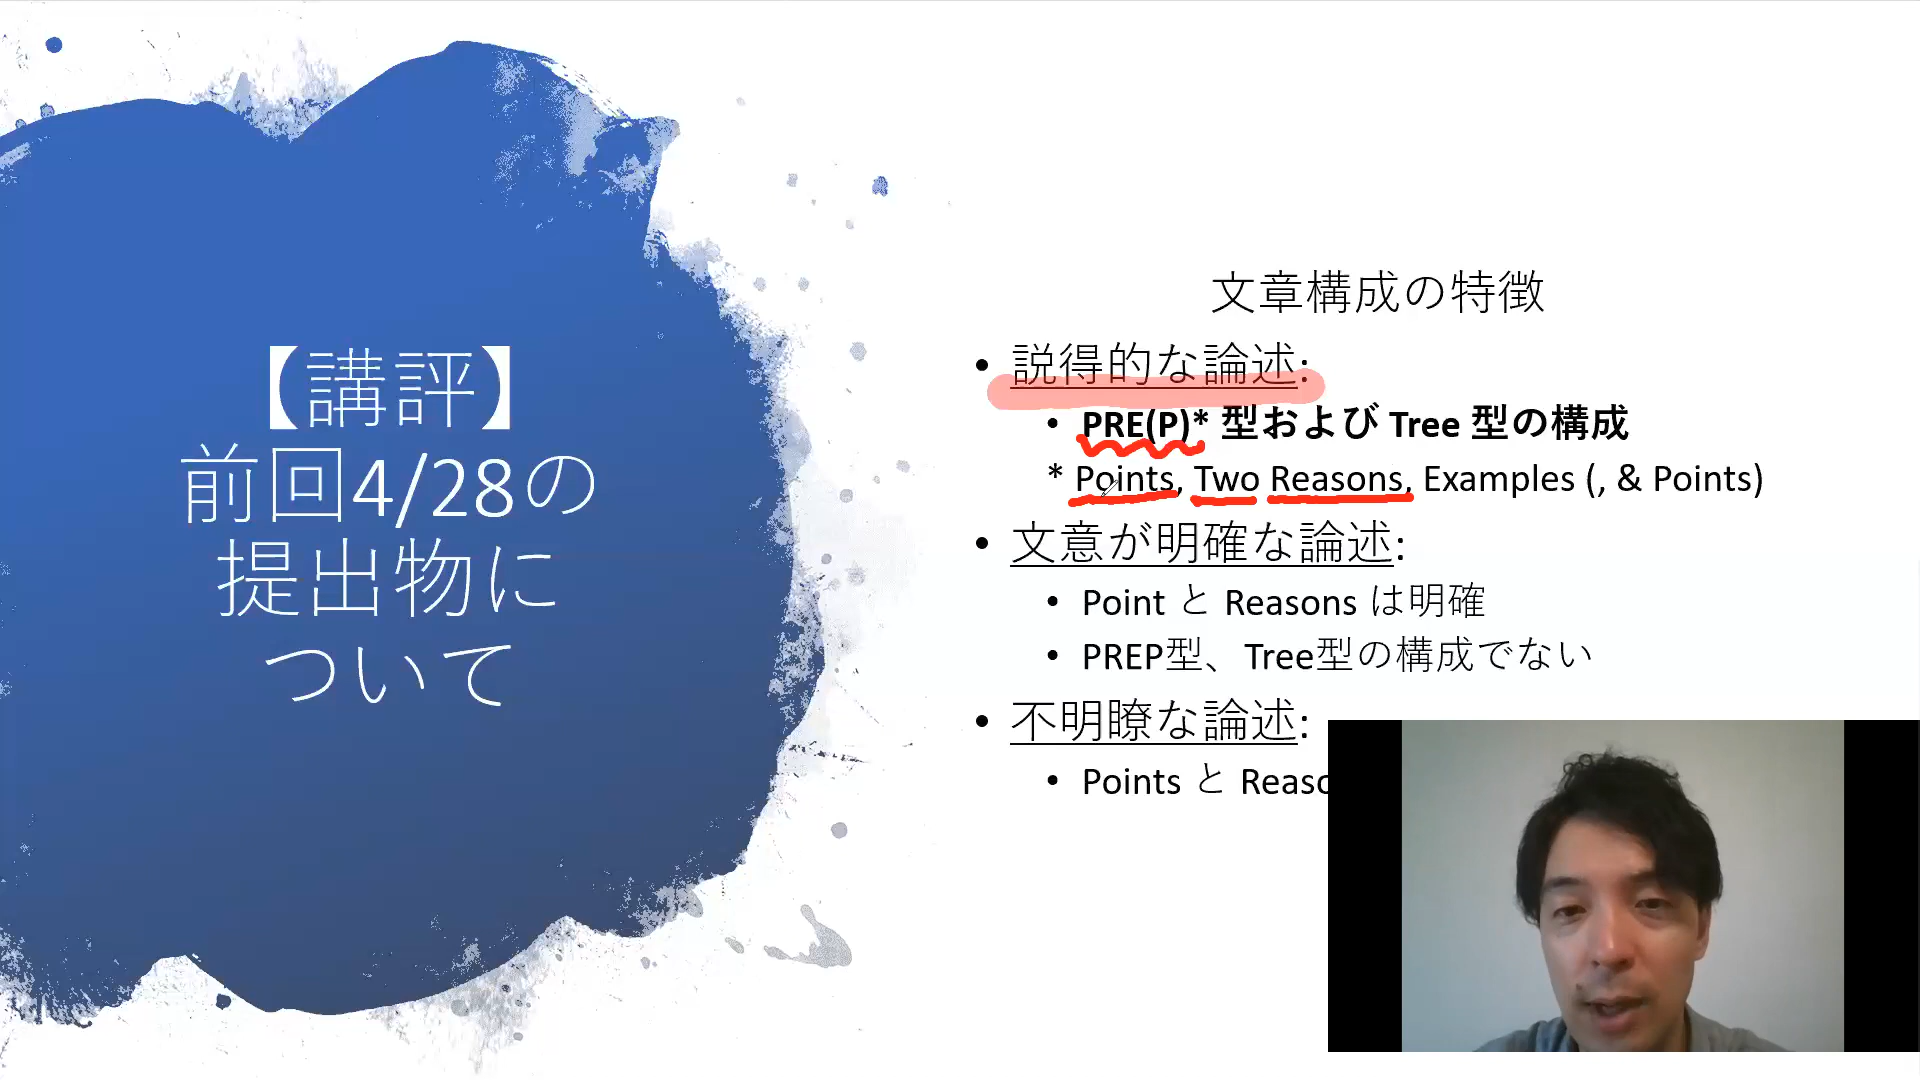 【講評】
前回4/28の
提出物に
ついて
文章構成の特徴
• 説得的な論述:
• PRE(P)* 型および Tree 型の構成
* Points, Two Reasons, Examples (, & Points)
• 文意が明確な論述:
• Point と Reasons は明確
• PREP型、Tree型の構成でない
• 不明瞭な論述:
• Points と Reaso